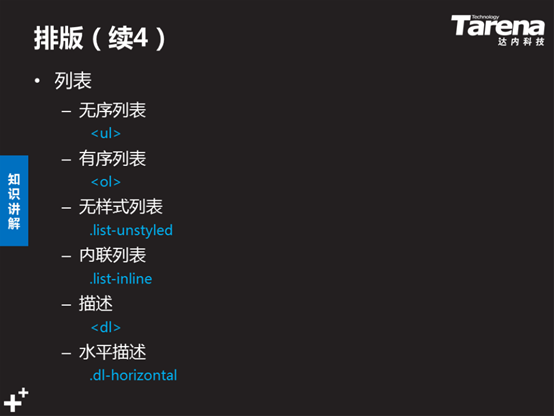 排版（续4）
Technology
Tarena
达内科技
• 列表
– 无序列表
<ul>
– 有序列表
<ol>
– 无样式列表
.list-unstyled
– 内联列表
.list-inline
– 描述
<dl>
– 水平描述
.dl-horizontal
知识讲解